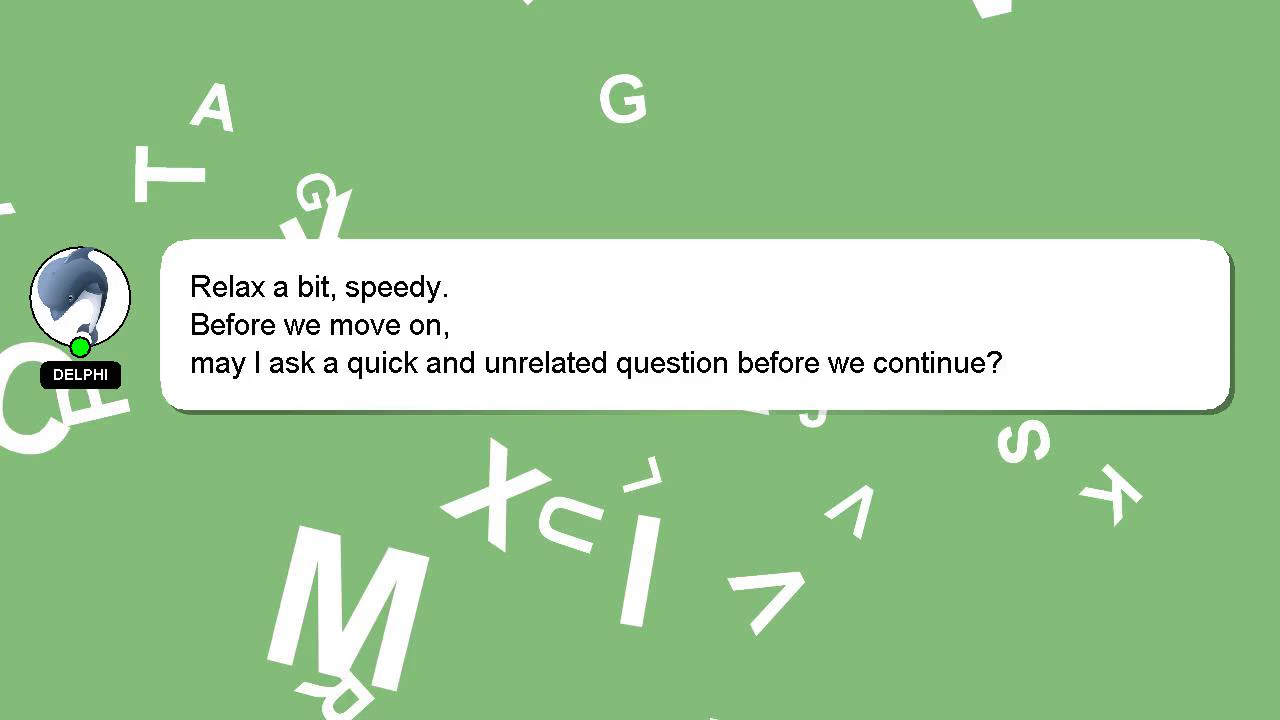 A
G
T
G
Relax a bit, speedy.
Before we move on,
may I ask a quick and unrelated question before we continue?
DELPHI
C
S
X
L
K
U
V
I
M
V
R